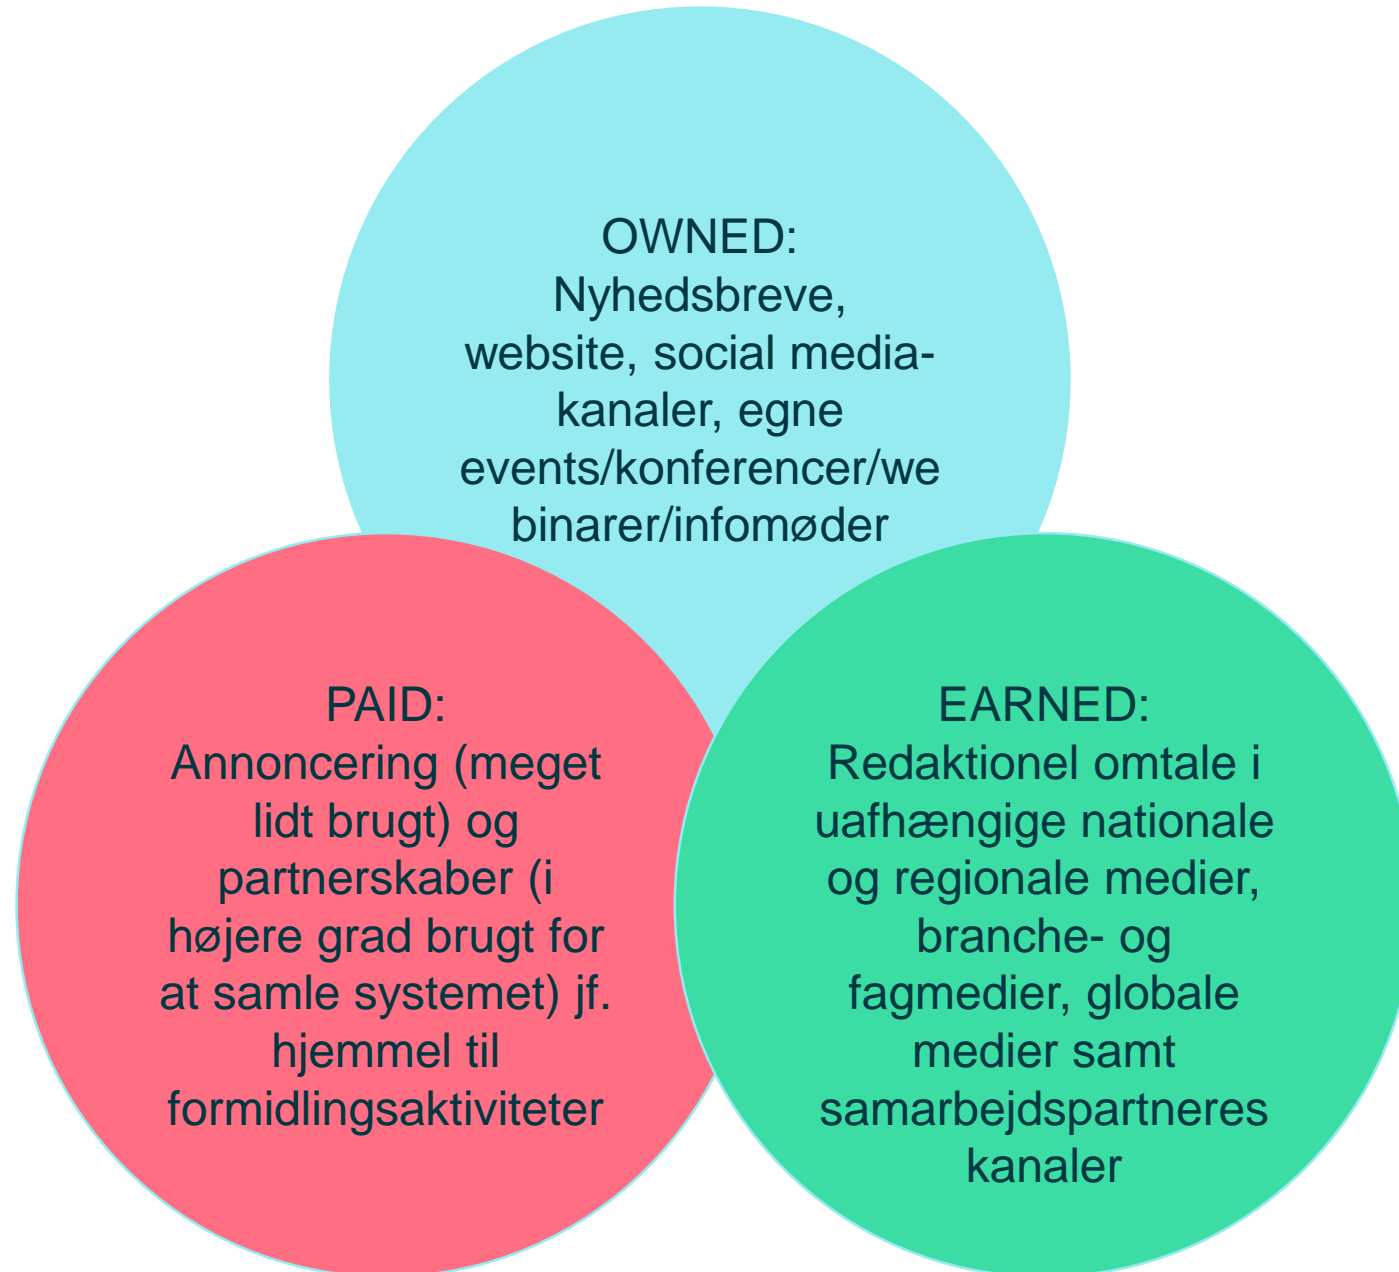 OWNED:
Nyhedsbreve,
website, social media-
kanaler, egne
events/konferencer/we
binarer/infomøder
PAID:
Annoncering (meget
lidt brugt) og
partnerskaber (i
højere grad brugt for
at samle systemet) jf.
hjemmel til
formidlingsaktiviteter
EARNED:
Redaktionel omtale i
uafhængige nationale
og regionale medier,
branche- og
fagmedier, globale
medier samt
samarbejdspartneres
kanaler